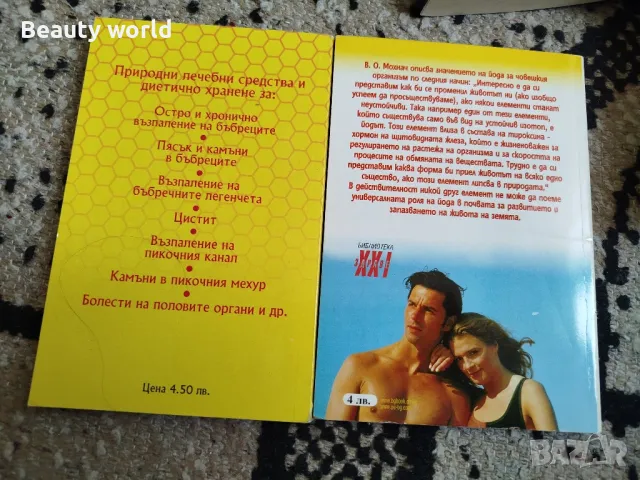 Beauty world
Природни лечебни средства и
диетично хранене за:
Остро и хронично
възпаление на бъбреците
Пясък и камъни
в бъбреците
Възпаление на
бъбречните легенчета
Цистит
Възпаление на
пикочния канал
Камъни в пикочния мехур
Болести на половите органи и др.
Цена 4.50 лв.
В. О. Мохнач описва значението на йода за човешкия
организъм по следния начин: „Интересно е да си
представим как би се променил животът ни (ако изобщо
успеем да просъществуваме), ако някои елементи станат
неустойчиви. Така например един от тези елементи,
който съществува само във вид на устойчив изотоп, е
йодът. Този елемент влиза в състава на тироксина -
хормон на щитовидната жлеза, който е жизненоважен за
регулирането на растежа на организма и за скоростта на
процесите на обмяната на веществата. Трудно е да си
представим каква форма би приел животът на всяко едно
същество, ако този елемент липсва в природата."
В действителност никой друг елемент не може да поеме
универсалната роля на йода в почвата за развитието и
запазването на живота на земята.
БИБЛИОТЕКА
XXI
4 лв.
BAZAR